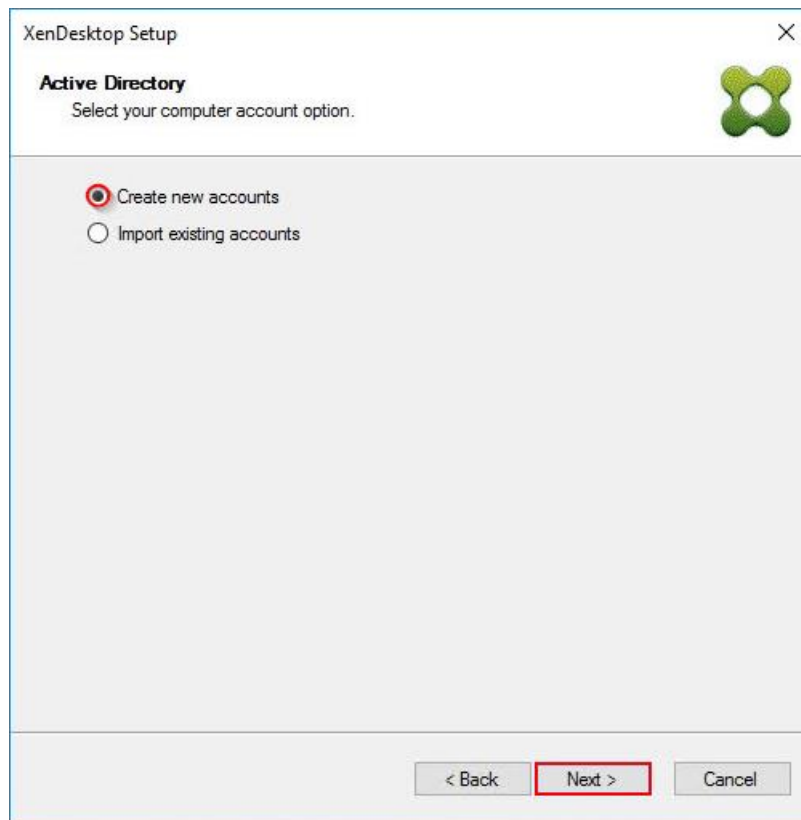 XenDesktop Setup
Active Directory
Select your computer account option.
Create new accounts
Import existing accounts
< Back Next > Cancel